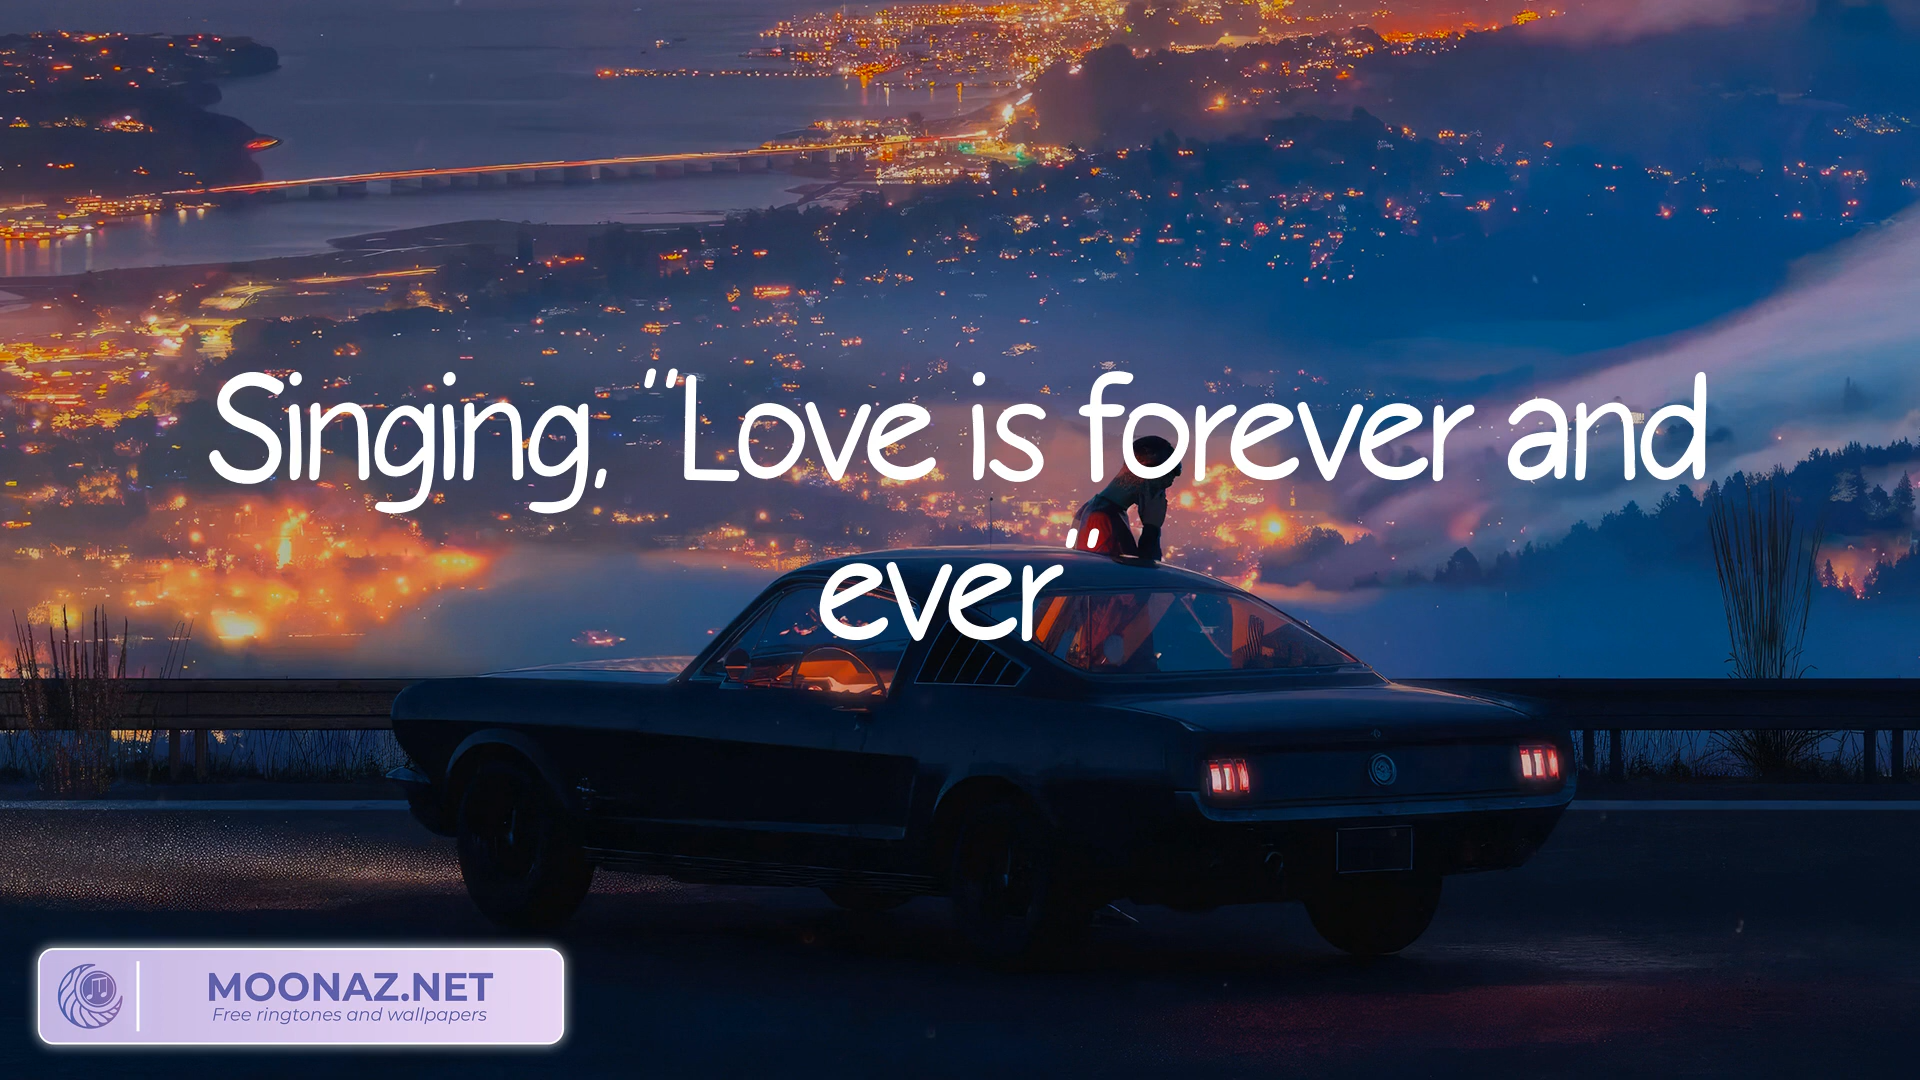 Singing, "Love is forever and
ever"
MOONAZ.NET
Free ringtones and wallpapers